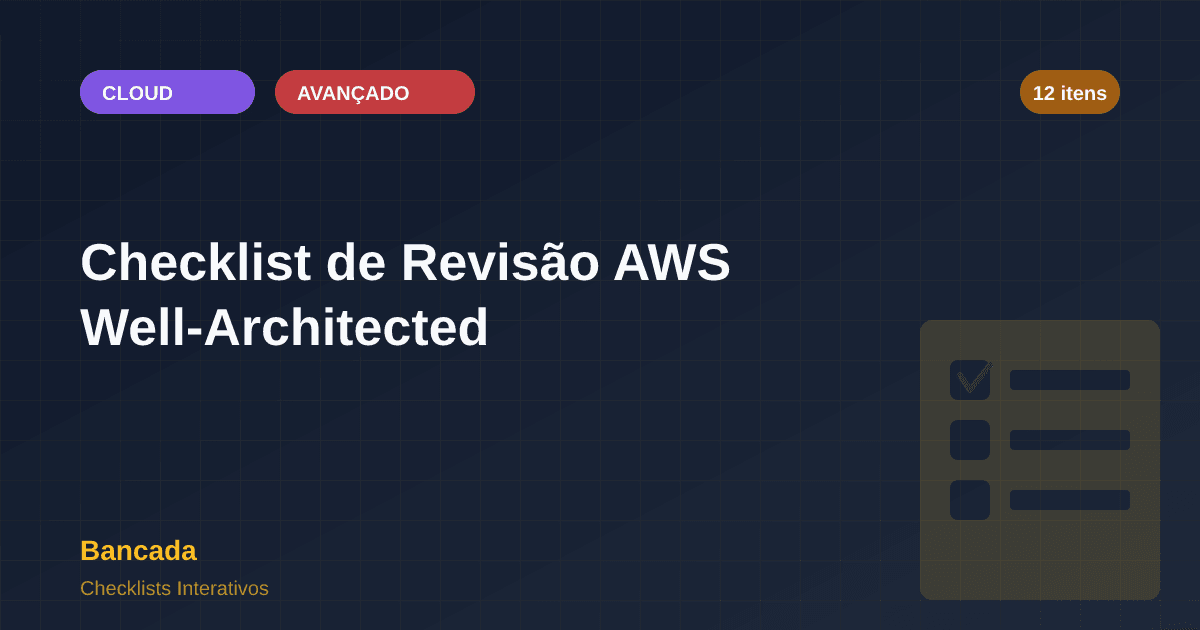 CLOUD
AVANÇADO
12 itens
Checklist de Revisão AWS
Well-Architected
Bancada
Checklists Interativos